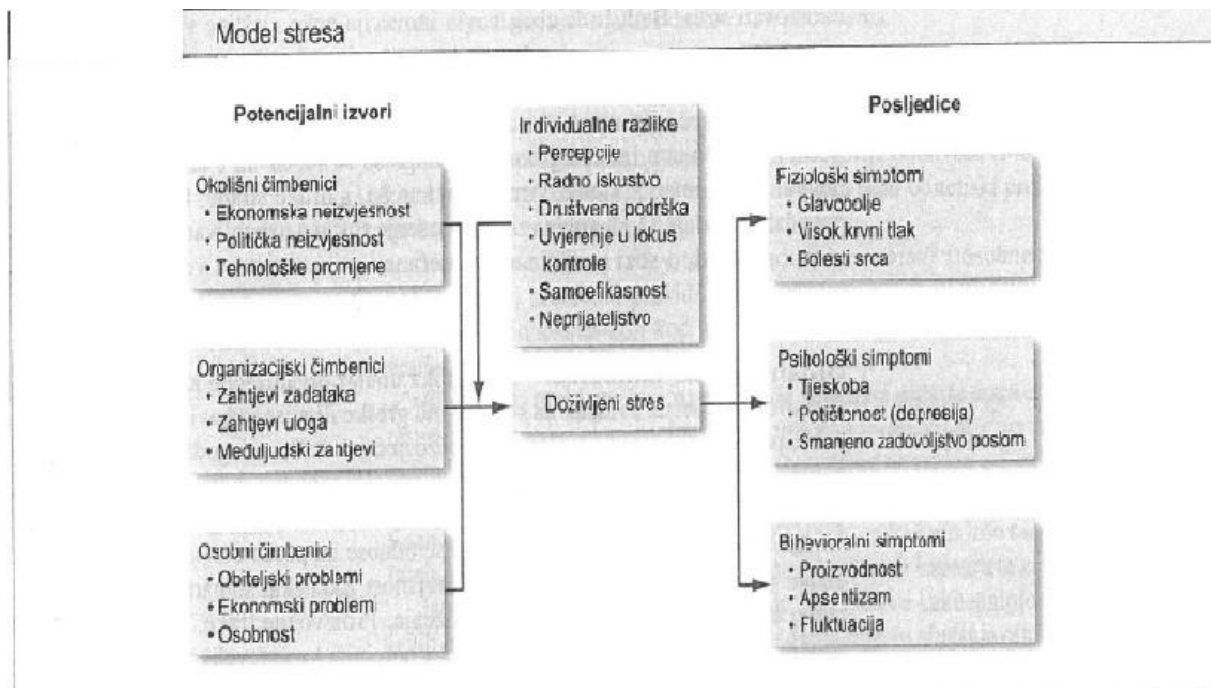 Model stresa
Potencijalni izvori
Okolišni čimbenici
• Ekonomska neizvjesnost
• Politička neizvjesnost
• Tehnološke promjene
Organizacijski čimbenici
• Zahtjevi zadataka
• Zahtjevi uloga
• Međuljudski zahtjevi
Osobni čimbenici
• Obiteljski problemi
• Ekonomski problem
• Osobnost
Individualne razlike
• Percepcije
• Radno iskustvo
• Društvena podrška
• Uvjerenje u lokus
kontrole
• Samoefikasnost
• Neprijateljstvo
Doživljeni stres
Posljedice
Fiziološki simptomi
• Glavobolje
• Visok krvni tlak
• Bolesti srca
Psihološki simptomi
• Tjeskoba
• Potištenost (depresija)
• Smanjeno zadovoljstvo poslom
Bihevioralni simptomi
• Proizvodnost
• Apsentizam
• Fluktuacija